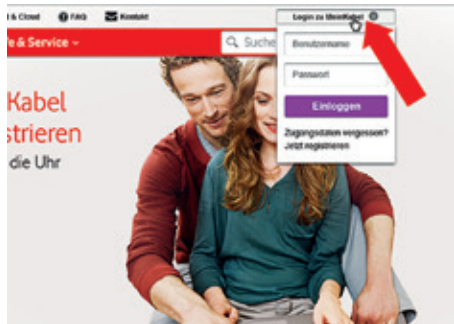 & Cloud FAQ Kontakt Login zu MeinKabel
e & Service Suche
Benutzername
Passwort
Einloggen
Zugangsdaten vergessen?
Jetzt registrieren
Kabel
strieren
die Uhr